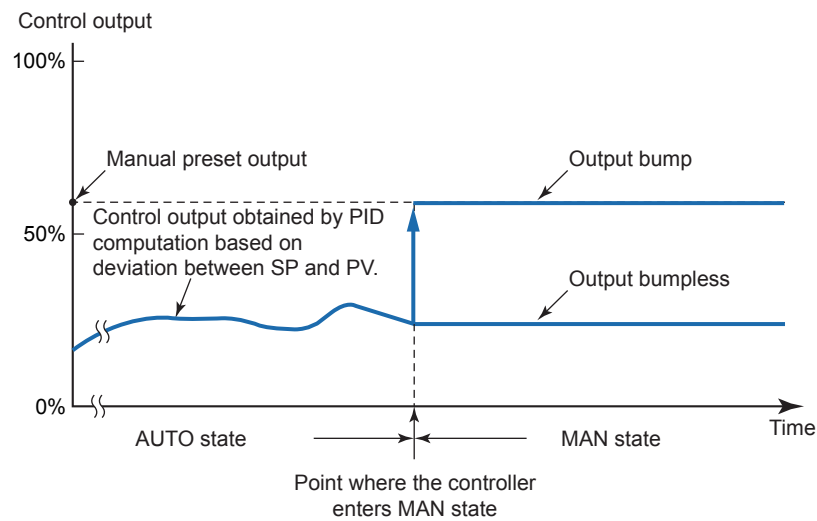 Control output
100%
Manual preset output
Output bump
Control output obtained by PID
computation based on
deviation between SP and PV.
50%
Output bumpless
0%
Time
AUTO state
MAN state
Point where the controller
enters MAN state